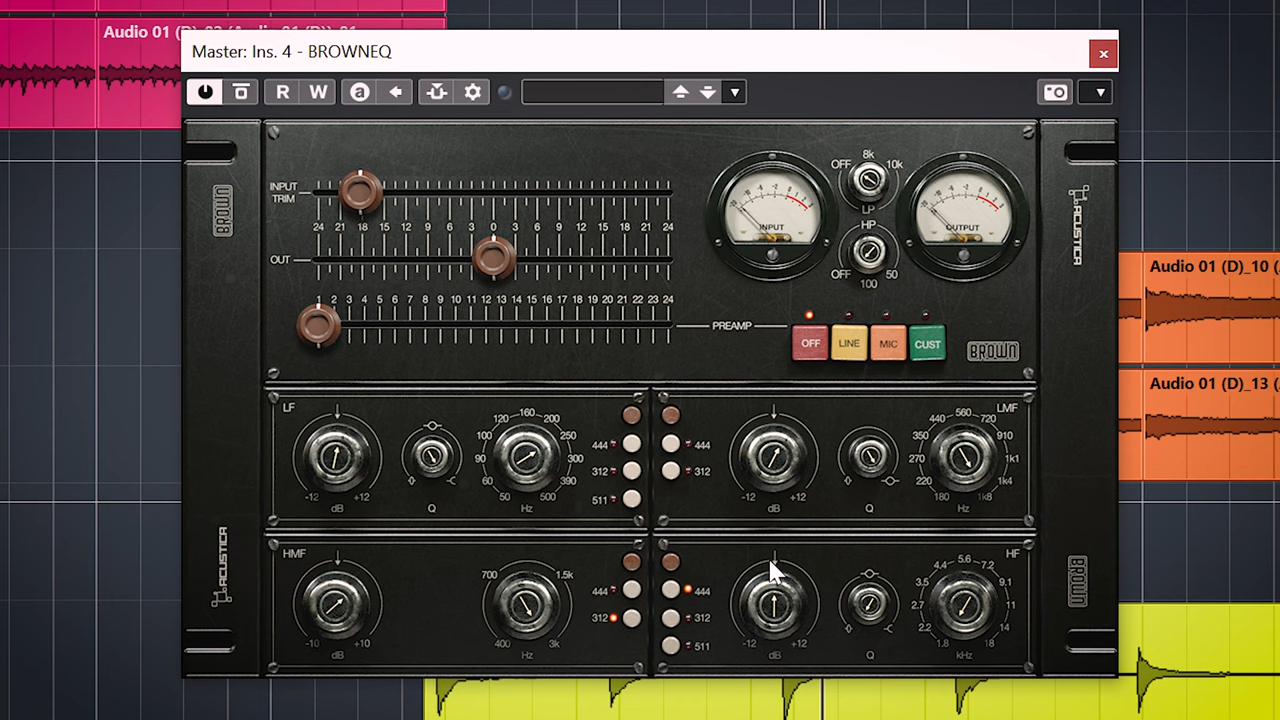 Audio 01 (D)
Master: Ins. 4 - BROWNEQ
R W a
INPUT TRIM
24 21 18 15 12 9 6 3 0 3 6 9 12 15 18 21 24
OUT
1 2 3 4 5 6 7 8 9 10 11 12 13 14 15 16 17 18 19 20 21 22 23 24
PREAMP
BROWN
ACUSTICA
INPUT
OFF 8k 10k
LP
HP
OFF 100 50
OUTPUT
OFF LINE MIC CUST
BROWN
ACUSTICA
Audio 01 (D)_10 (
Audio 01 (D)_13 (
LF
-12 +12
dB
Q
50 60 90 100 120 160 200 250 300 390 500
Hz
444
312
511
LMF
444
312
-12 +12
dB
Q
180 220 270 350 440 560 720 910 1k1 1k4 1k8
Hz
HMF
-10 +10
dB
400 700 1.5k 3k
Hz
444
312
HF
444
312
511
-12 +12
dB
Q
1.8 2.2 2.7 3.5 4.4 5.6 7.2 9.1 11 14 18
kHz
BROWN